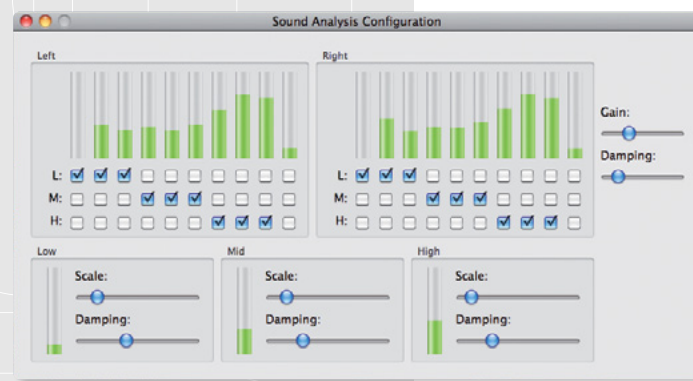 Sound Analysis Configuration
Left
Right
Gain:
Damping:
L:
L:
M:
M:
H:
H:
Low
Mid
High
Scale:
Scale:
Scale:
Damping:
Damping:
Damping: